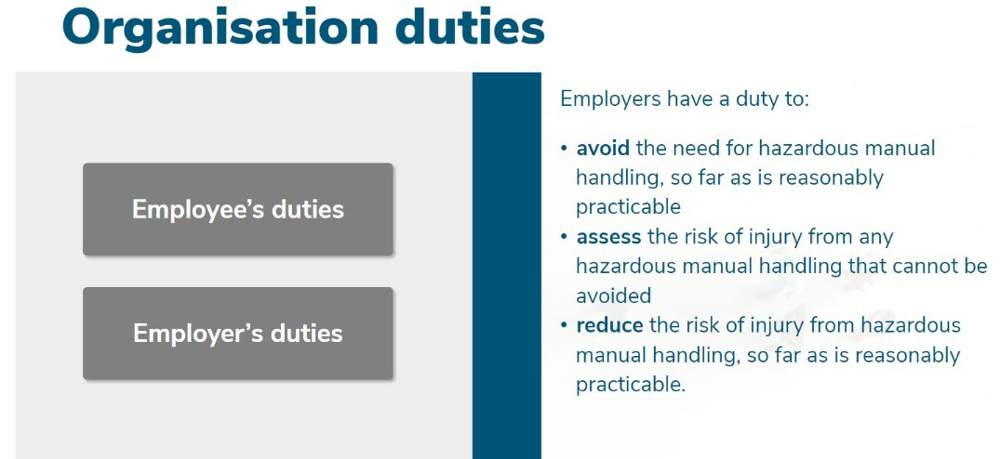 Organisation duties
Employee’s duties
Employer’s duties
Employers have a duty to:
• avoid the need for hazardous manual
handling, so far as is reasonably
practicable
• assess the risk of injury from any
hazardous manual handling that cannot be
avoided
• reduce the risk of injury from hazardous
manual handling, so far as is reasonably
practicable.